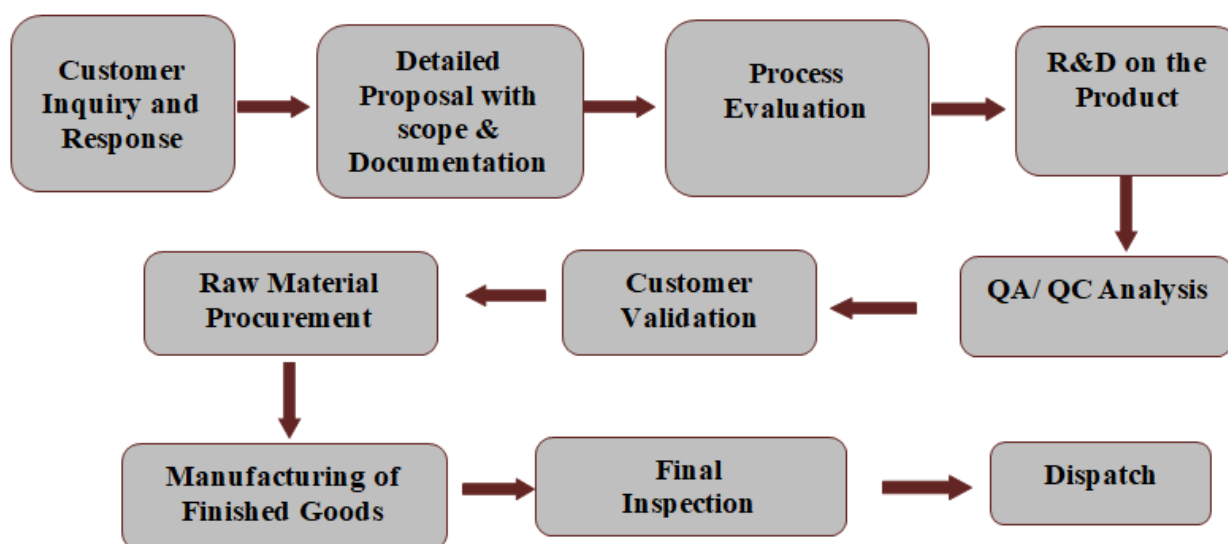 Customer
Inquiry and
Response
Detailed
Proposal with
scope &
Documentation
Process
Evaluation
R&D on the
Product
QA/ QC Analysis
Customer
Validation
Raw Material
Procurement
Manufacturing of
Finished Goods
Final
Inspection
Dispatch